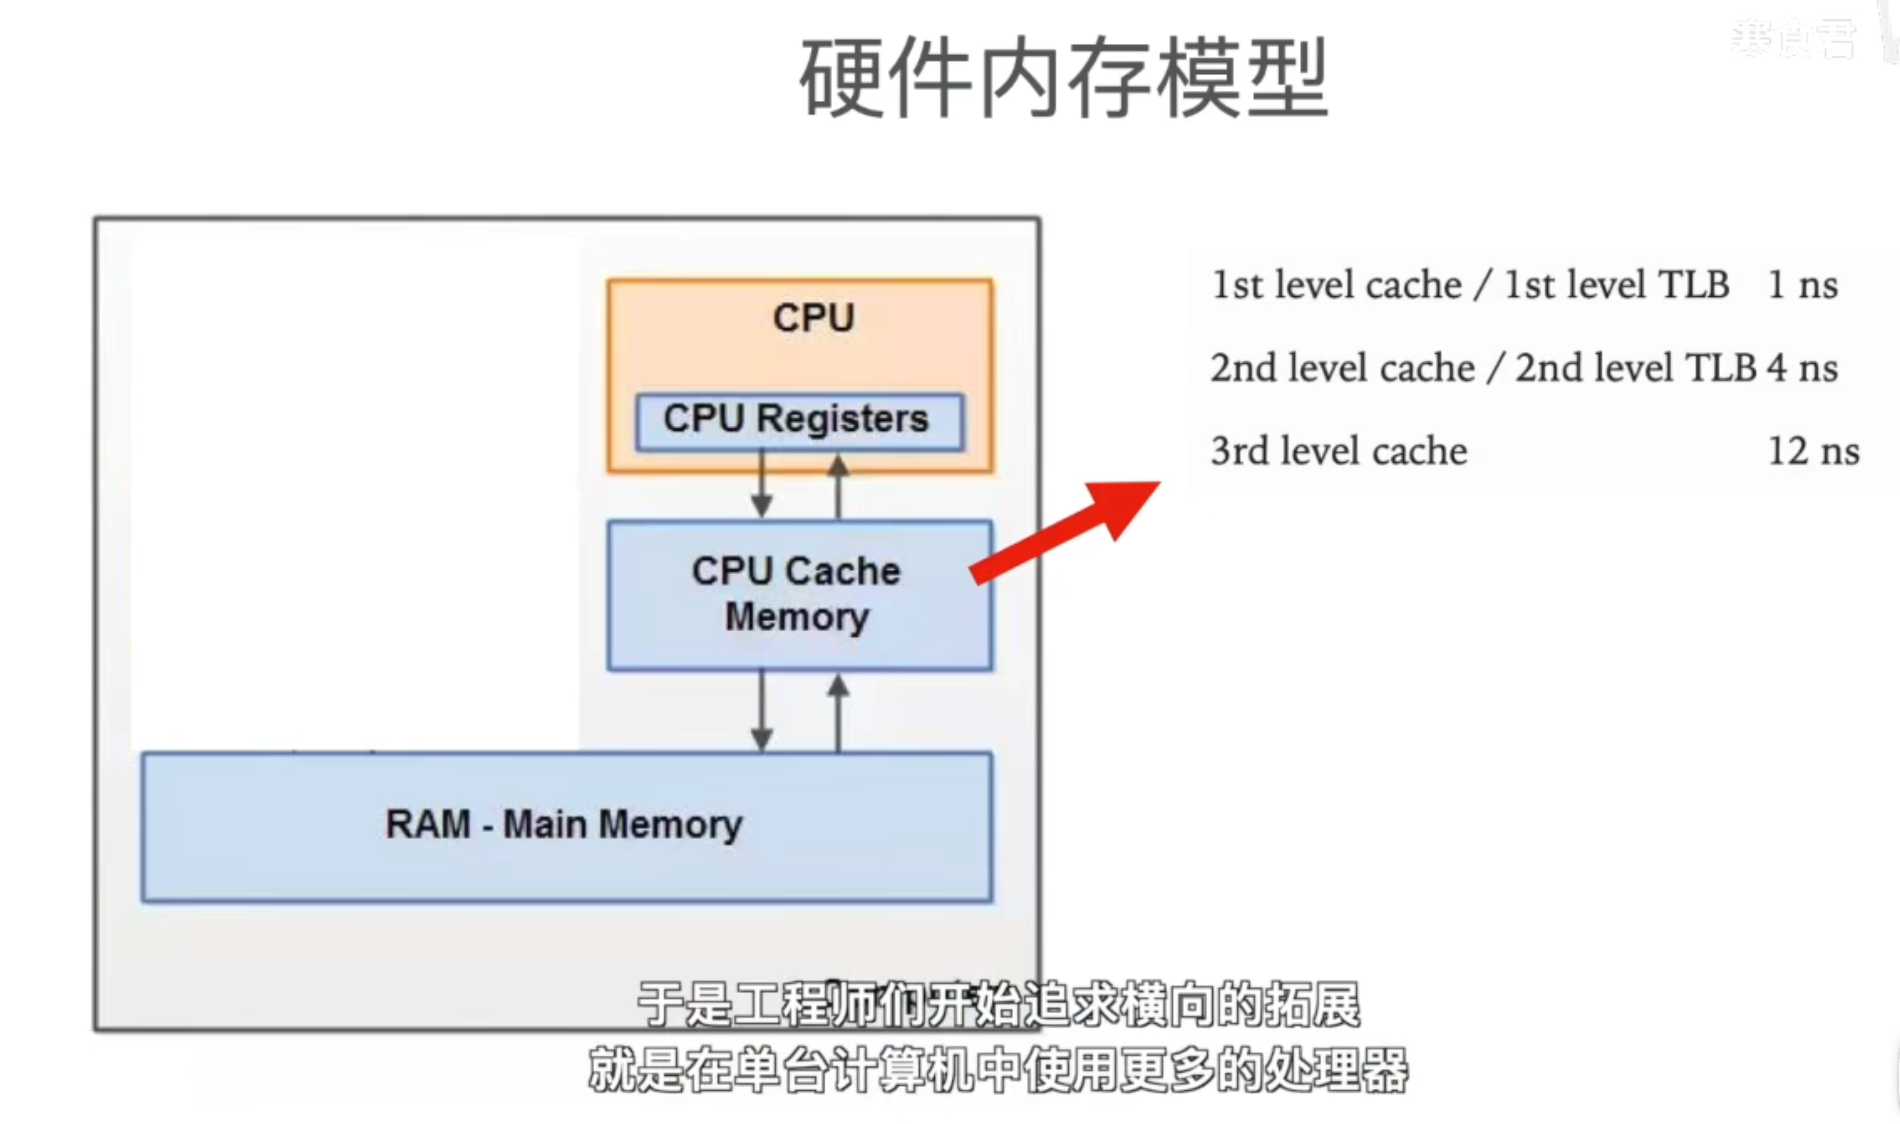 寒食君
硬件内存模型
CPU
CPU Registers
CPU Cache
Memory
RAM - Main Memory
1st level cache / 1st level TLB 1 ns
2nd level cache / 2nd level TLB 4 ns
3rd level cache 12 ns
于是工程师们开始追求横向的拓展
就是在单台计算机中使用更多的处理器